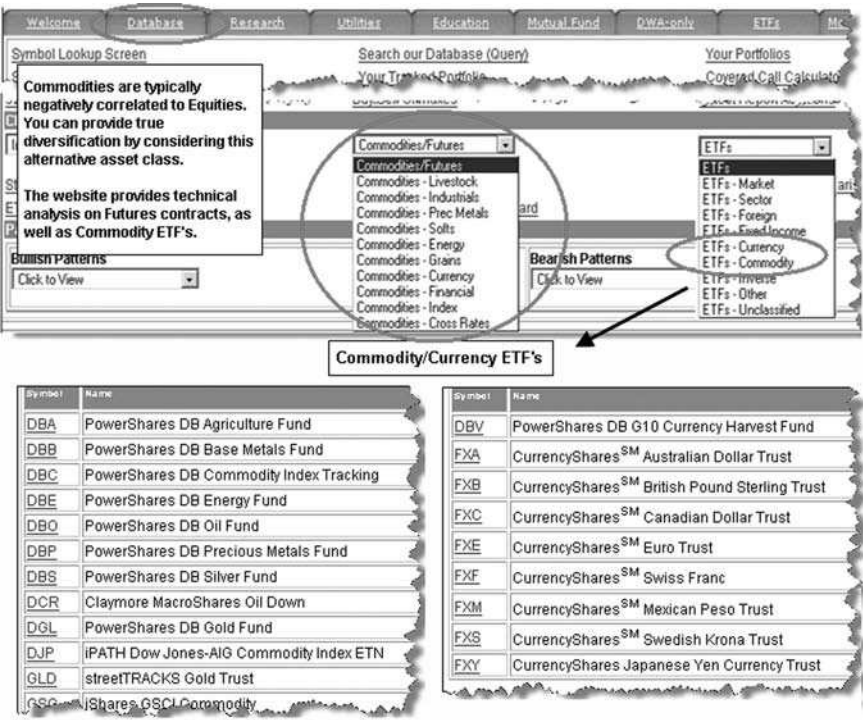 Welcome Database Research Utilities Education Mutual Fund DWA-only ETFs
Symbol Lookup Screen Search our Database (Query) Your Portfolios
Your Tracked Portfolio Covered Call Calculato
Commodities are typically
negatively correlated to Equities.
You can provide true
diversification by considering this
alternative asset class.
The website provides technical
analysis on Futures contracts, as
well as Commodity ETF's.
Commodities/Futures
Commodities/Futures
Commodities - Livestock
Commodities - Industrials
Commodities - Prec Metals
Commodities - Softs
Commodities - Energy
Commodities - Grains
Commodities - Currency
Commodities - Financial
Commodities - Index
Commodities - Cross Rates
ard
ETFs
ETFs
ETFs - Market
ETFs - Sector
ETFs - Foreign
ETFs - Fixed Income
ETFs - Currency
ETFs - Commodity
ETFs - Inverse
ETFs - Other
ETFs - Unclassified
Bullish Patterns
Click to View
Bearish Patterns
Click to View
Commodity/Currency ETF's
Symbol Name
DBA PowerShares DB Agriculture Fund
DBB PowerShares DB Base Metals Fund
DBC PowerShares DB Commodity Index Tracking
DBE PowerShares DB Energy Fund
DBO PowerShares DB Oil Fund
DBP PowerShares DB Precious Metals Fund
DBS PowerShares DB Silver Fund
DCR Claymore MacroShares Oil Down
DGL PowerShares DB Gold Fund
DJP iPATH Dow Jones-AIG Commodity Index ETN
GLD streetTRACKS Gold Trust
GSG iShares GSCI Commodity
Symbol Name
DBV PowerShares DB G10 Currency Harvest Fund
FXA CurrencyShares℠ Australian Dollar Trust
FXB CurrencyShares℠ British Pound Sterling Trust
FXC CurrencyShares℠ Canadian Dollar Trust
FXE CurrencyShares℠ Euro Trust
FXF CurrencyShares℠ Swiss Franc
FXM CurrencyShares℠ Mexican Peso Trust
FXS CurrencyShares℠ Swedish Krona Trust
FXY CurrencyShares Japanese Yen Currency Trust